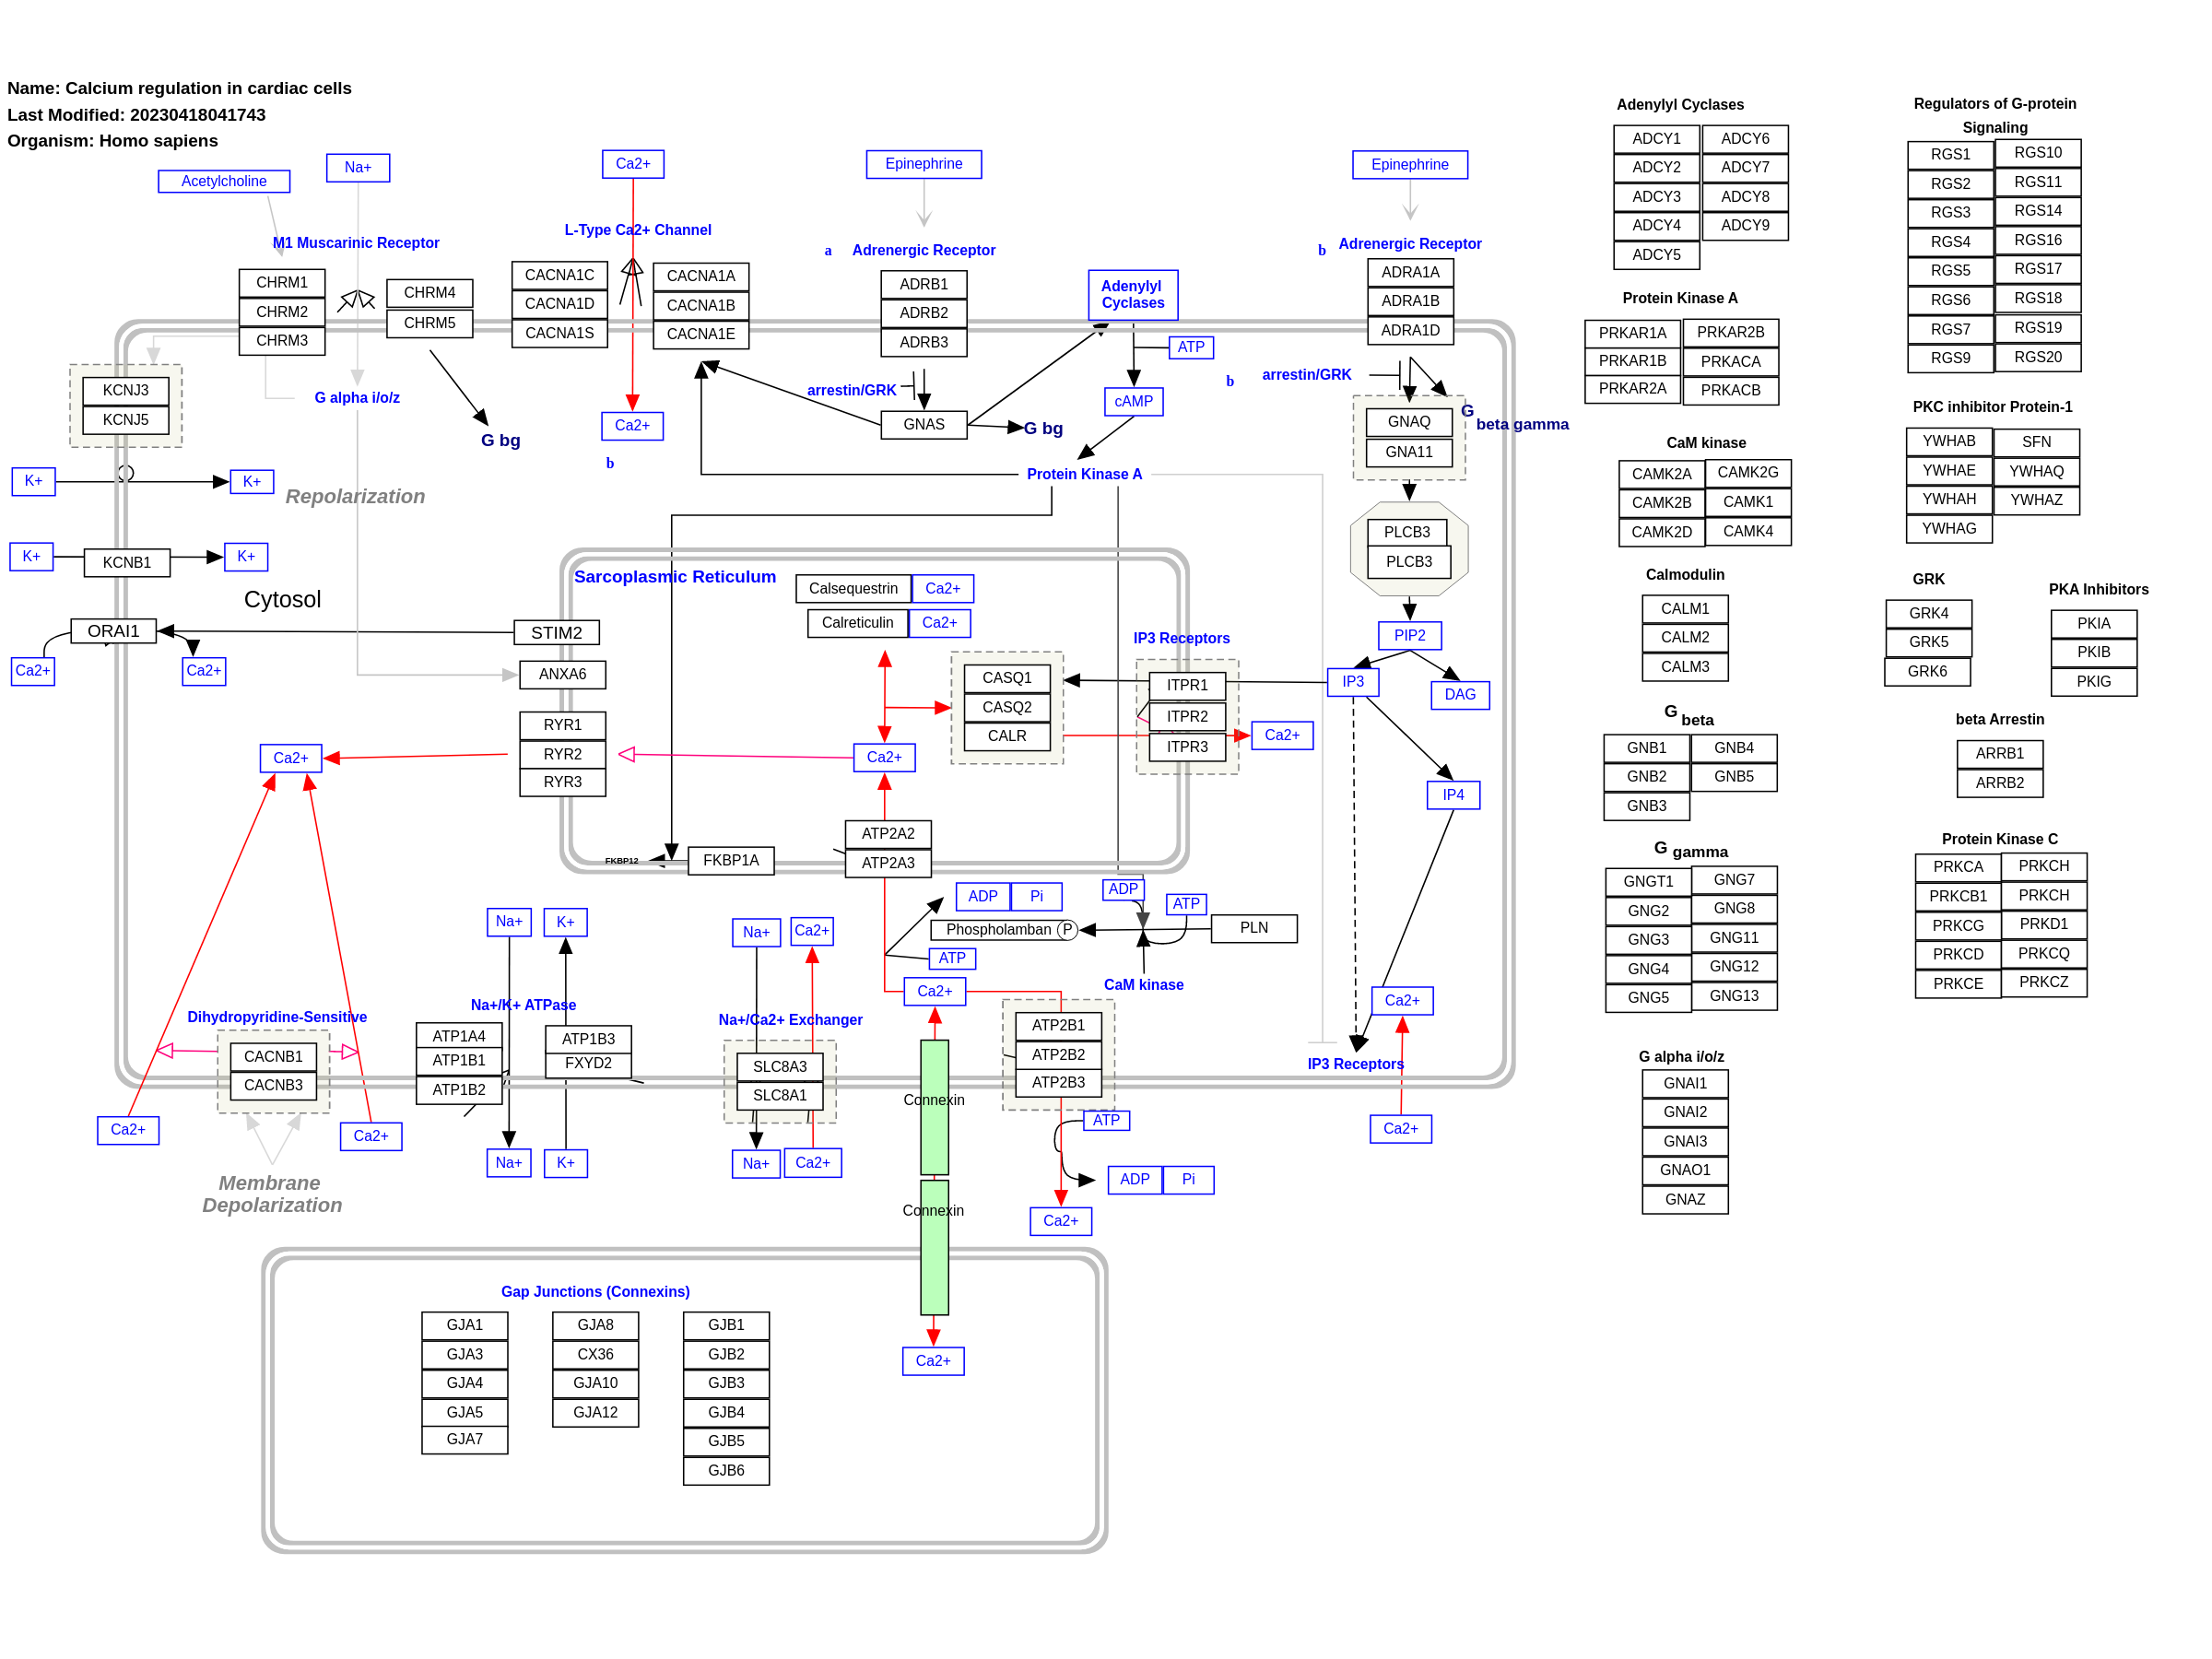 Name: Calcium regulation in cardiac cells
Last Modified: 20230418041743
Organism: Homo sapiens
Acetylcholine
Na+
Ca2+
Epinephrine
Epinephrine
M1 Muscarinic Receptor
L-Type Ca2+ Channel
a Adrenergic Receptor
b Adrenergic Receptor
CHRM1
CHRM2
CHRM3
CHRM4
CHRM5
CACNA1C
CACNA1D
CACNA1S
CACNA1A
CACNA1B
CACNA1E
ADRB1
ADRB2
ADRB3
Adenylyl
Cyclases
ADRA1A
ADRA1B
ADRA1D
ATP
KCNJ3
KCNJ5
G alpha i/o/z
G bg
Ca2+
b
arrestin/GRK
GNAS
G bg
cAMP
b arrestin/GRK
GNAQ
GNA11
G
beta gamma
Protein Kinase A
K+
K+
Repolarization
K+
KCNB1
K+
Cytosol
PLCB3
PLCB3
PIP2
IP3
DAG
IP4
ORAI1
Ca2+
Ca2+
STIM2
ANXA6
Sarcoplasmic Reticulum
Calsequestrin
Ca2+
Calreticulin
Ca2+
CASQ1
CASQ2
CALR
IP3 Receptors
ITPR1
ITPR2
ITPR3
Ca2+
RYR1
RYR2
RYR3
Ca2+
Ca2+
ATP2A2
ATP2A3
FKBP12
FKBP1A
ADP
Pi
Phospholamban
P
ATP
ADP
ATP
PLN
CaM kinase
Na+
K+
Na+
Ca2+
Ca2+
Ca2+
Dihydropyridine-Sensitive
CACNB1
CACNB3
Na+/K+ ATPase
ATP1A4
ATP1B1
ATP1B2
ATP1B3
FXYD2
Na+/Ca2+ Exchanger
SLC8A3
SLC8A1
Connexin
Connexin
ATP2B1
ATP2B2
ATP2B3
IP3 Receptors
Ca2+
Ca2+
Membrane
Depolarization
Na+
K+
Na+
Ca2+
ATP
ADP
Pi
Ca2+
Ca2+
Ca2+
Gap Junctions (Connexins)
GJA1
GJA3
GJA4
GJA5
GJA7
GJA8
CX36
GJA10
GJA12
GJB1
GJB2
GJB3
GJB4
GJB5
GJB6
Ca2+
Adenylyl Cyclases
ADCY1
ADCY2
ADCY3
ADCY4
ADCY5
ADCY6
ADCY7
ADCY8
ADCY9
Protein Kinase A
PRKAR1A
PRKAR1B
PRKAR2A
PRKAR2B
PRKACA
PRKACB
CaM kinase
CAMK2A
CAMK2B
CAMK2D
CAMK2G
CAMK1
CAMK4
Calmodulin
CALM1
CALM2
CALM3
G beta
GNB1
GNB2
GNB3
GNB4
GNB5
G gamma
GNGT1
GNG2
GNG3
GNG4
GNG5
GNG7
GNG8
GNG11
GNG12
GNG13
G alpha i/o/z
GNAI1
GNAI2
GNAI3
GNAO1
GNAZ
Regulators of G-protein
Signaling
RGS1
RGS2
RGS3
RGS4
RGS5
RGS6
RGS7
RGS9
RGS10
RGS11
RGS14
RGS16
RGS17
RGS18
RGS19
RGS20
PKC inhibitor Protein-1
YWHAB
YWHAE
YWHAH
YWHAG
SFN
YWHAQ
YWHAZ
GRK
GRK4
GRK5
GRK6
PKA Inhibitors
PKIA
PKIB
PKIG
beta Arrestin
ARRB1
ARRB2
Protein Kinase C
PRKCA
PRKCB1
PRKCG
PRKCD
PRKCE
PRKCH
PRKCH
PRKD1
PRKCQ
PRKCZ